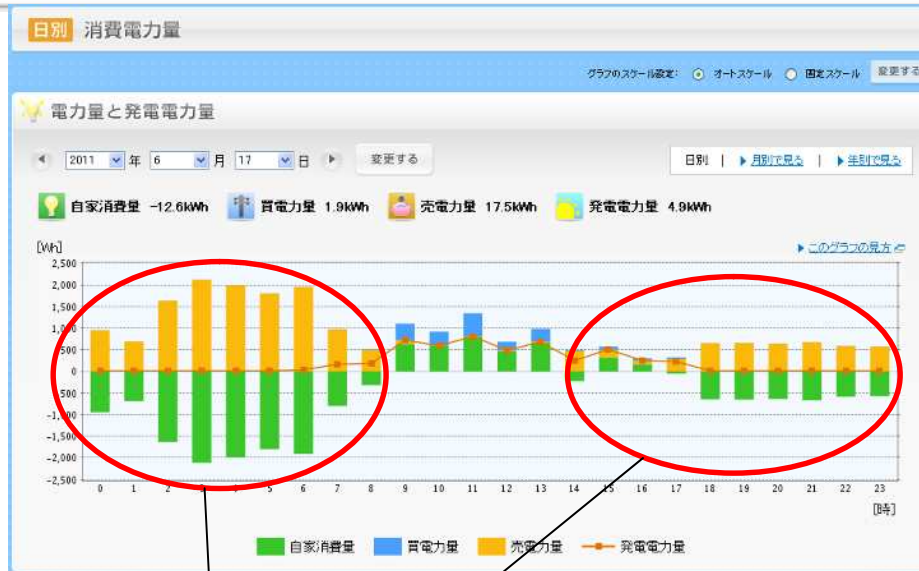 日別 消費電力量
グラフのスケール設定: オートスケール 固定スケール 変更する
電力量と発電電力量
2011 年 6 月 17 日 変更する 日別 | 月別で見る | 年別で見る
自家消費量 -12.6kWh 買電力量 1.9kWh 売電力量 17.5kWh 発電電力量 4.9kWh
[Wh] このグラフの見方
2,500
2,000
1,500
1,000
500
0
-500
-1,000
-1,500
-2,000
-2,500
0 1 2 3 4 5 6 7 8 9 10 11 12 13 14 15 16 17 18 19 20 21 22 23
[時]
自家消費量 買電力量 売電力量 発電電力量